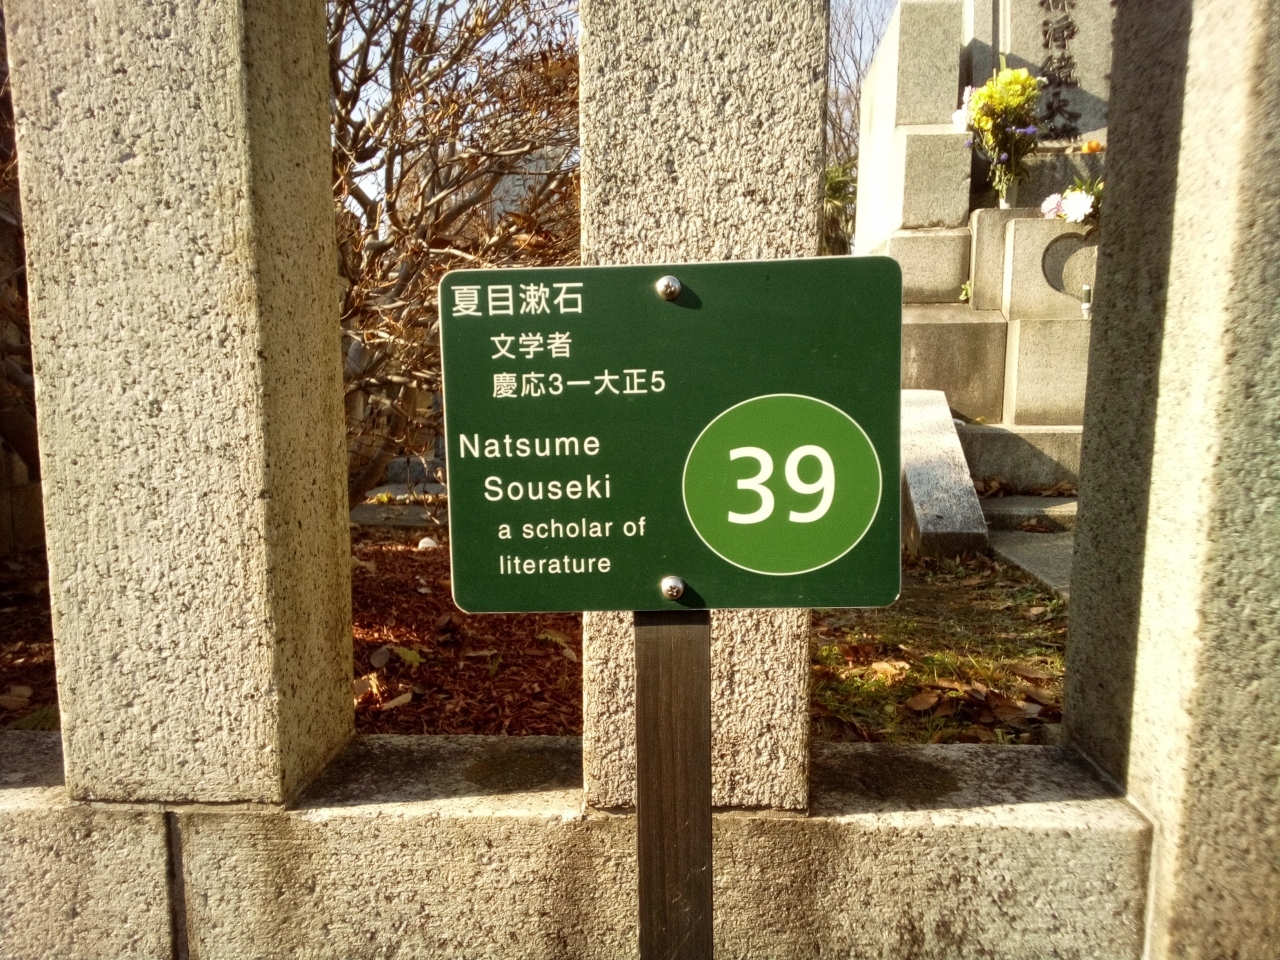 夏目漱石
文学者
慶応3ー大正5
Natsume
Souseki
a scholar of
literature
39